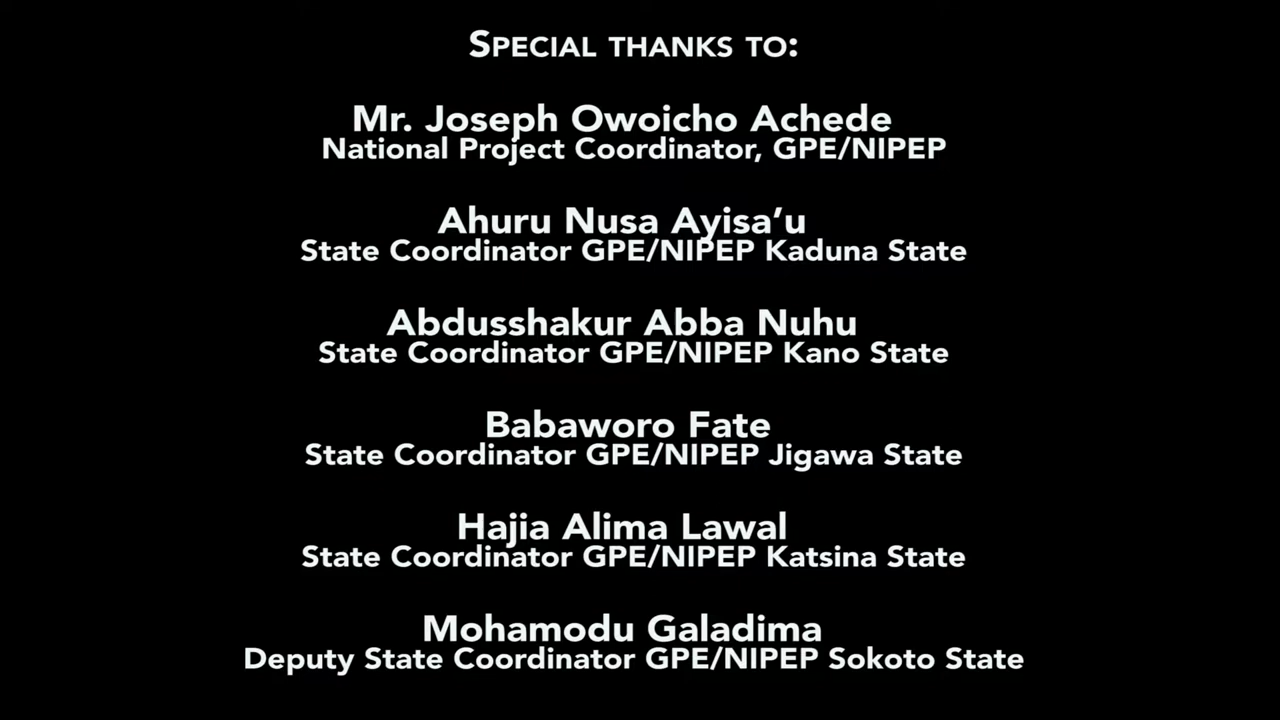 SPECIAL THANKS TO:
Mr. Joseph Owoicho Achede
National Project Coordinator, GPE/NIPEP
Ahuru Nusa Ayisa’u
State Coordinator GPE/NIPEP Kaduna State
Abdusshakur Abba Nuhu
State Coordinator GPE/NIPEP Kano State
Babaworo Fate
State Coordinator GPE/NIPEP Jigawa State
Hajia Alima Lawal
State Coordinator GPE/NIPEP Katsina State
Mohamodu Galadima
Deputy State Coordinator GPE/NIPEP Sokoto State